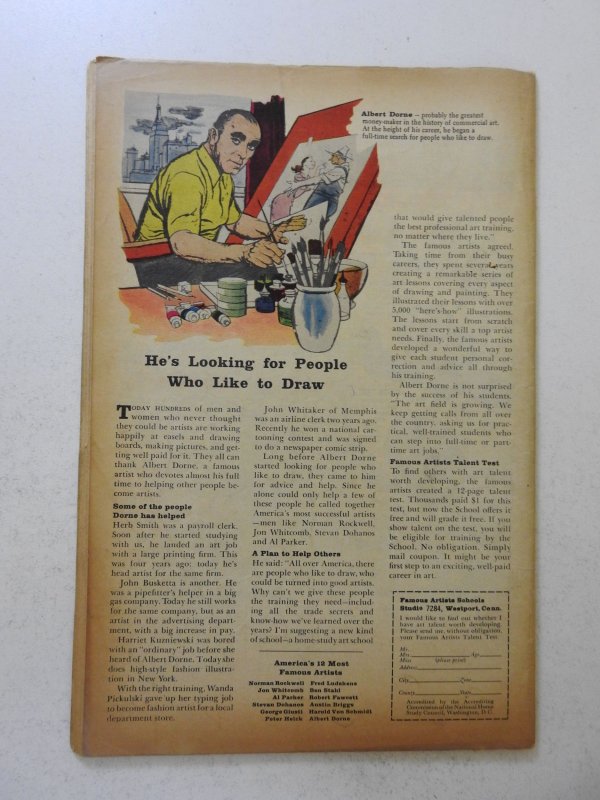 Albert Dorne – probably the greatest
money-maker in the history of commercial art.
At the height of his career, he began a
full-time search for people who like to draw.
He's Looking for People
Who Like to Draw
TODAY HUNDREDS of men and
women who never thought
they could be artists are working
happily at easels and drawing
boards, making pictures, and get-
ting well paid for it. They all can
thank Albert Dorne, a famous
artist who devotes almost his full
time to helping other people be-
come artists.
Some of the people
Dorne has helped
Herb Smith was a payroll clerk.
Soon after he started studying
with us, he landed an art job
with a large printing firm. This
was four years ago: today he's
head artist for the same firm.
John Busketta is another. He
was a pipefitter's helper in a big
gas company. Today he still works
for the same company, but as an
artist in the advertising depart-
ment, with a big increase in pay.
Harriet Kuzniewski was bored
with an "ordinary" job before she
heard of Albert Dorne. Today she
does high-style fashion illustra-
tion in New York.
With the right training, Wanda
Pickulski gave up her typing job
to become fashion artist for a local
department store.
John Whitaker of Memphis
was an airline clerk two years ago.
Recently he won a national car-
tooning contest and was signed
to do a newspaper comic strip.
Long before Albert Dorne
started looking for people who
like to draw, they came to him
for advice and help. Since he
alone could only help a few of
these people he called together
America's most successful artists
—men like Norman Rockwell,
Jon Whitcomb, Stevan Dohanos
and Al Parker.
A Plan to Help Others
He said: "All over America, there
are people who like to draw, who
could be turned into good artists.
Why can't we give these people
the training they need—includ-
ing all the trade secrets and
know-how we've learned over the
years? I'm suggesting a new kind
of school—a home study art school
that would give talented people
the best professional art training,
no matter where they live."
The famous artists agreed.
Taking time from their busy
careers, they spent several years
creating a remarkable series of
art lessons covering every aspect
of drawing and painting. They
illustrated their lessons with over
5,000 "here's-how" illustrations.
The lessons start from scratch
and cover every skill a top artist
needs. Finally, the famous artists
developed a wonderful way to
give each student personal cor-
rection and advice all through
his training.
Albert Dorne is not surprised
by the success of his students.
"The art field is growing. We
keep getting calls from all over
the country, asking us for prac-
tical, well-trained students who
can step into full-time or part-
time art jobs."
Famous Artists Talent Test
To find others with art talent
worth developing, the famous
artists created a 12-page talent
test. Thousands paid $1 for this
test, but now the School offers it
free and will grade it free. If you
show talent on the test, you will
be eligible for training by the
School. No obligation. Simply
mail coupon. It might be your
first step to an exciting, well-paid
career in art.
America's 12 Most
Famous Artists
Norman Rockwell Fred Ludekens
Jon Whitcomb Ben Stahl
Al Parker Robert Fawcett
Stevan Dohanos Austin Briggs
George Giusti Harold Von Schmidt
Peter Helck Albert Dorne
Famous Artists Schools
Studio 7284, Westport, Conn.
I would like to find out whether I
have art talent worth developing.
Please send me, without obligation,
your Famous Artists Talent Test.
Mr.
Mrs. Age
Miss (please print)
Address
City Zone
County State
Accredited by the Accrediting
Commission of the National Home
Study Council, Washington, D.C.